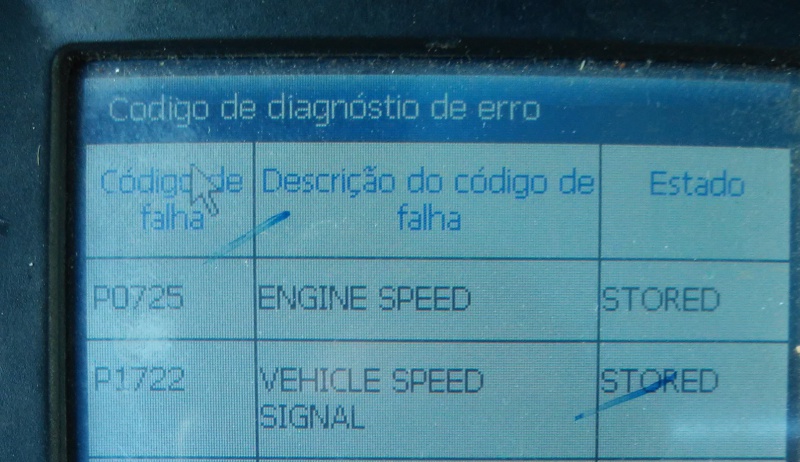 Codigo de diagnóstio de erro
Código de falha
Descrição do código de falha
Estado
P0725 ENGINE SPEED STORED
P1722 VEHICLE SPEED SIGNAL STORED